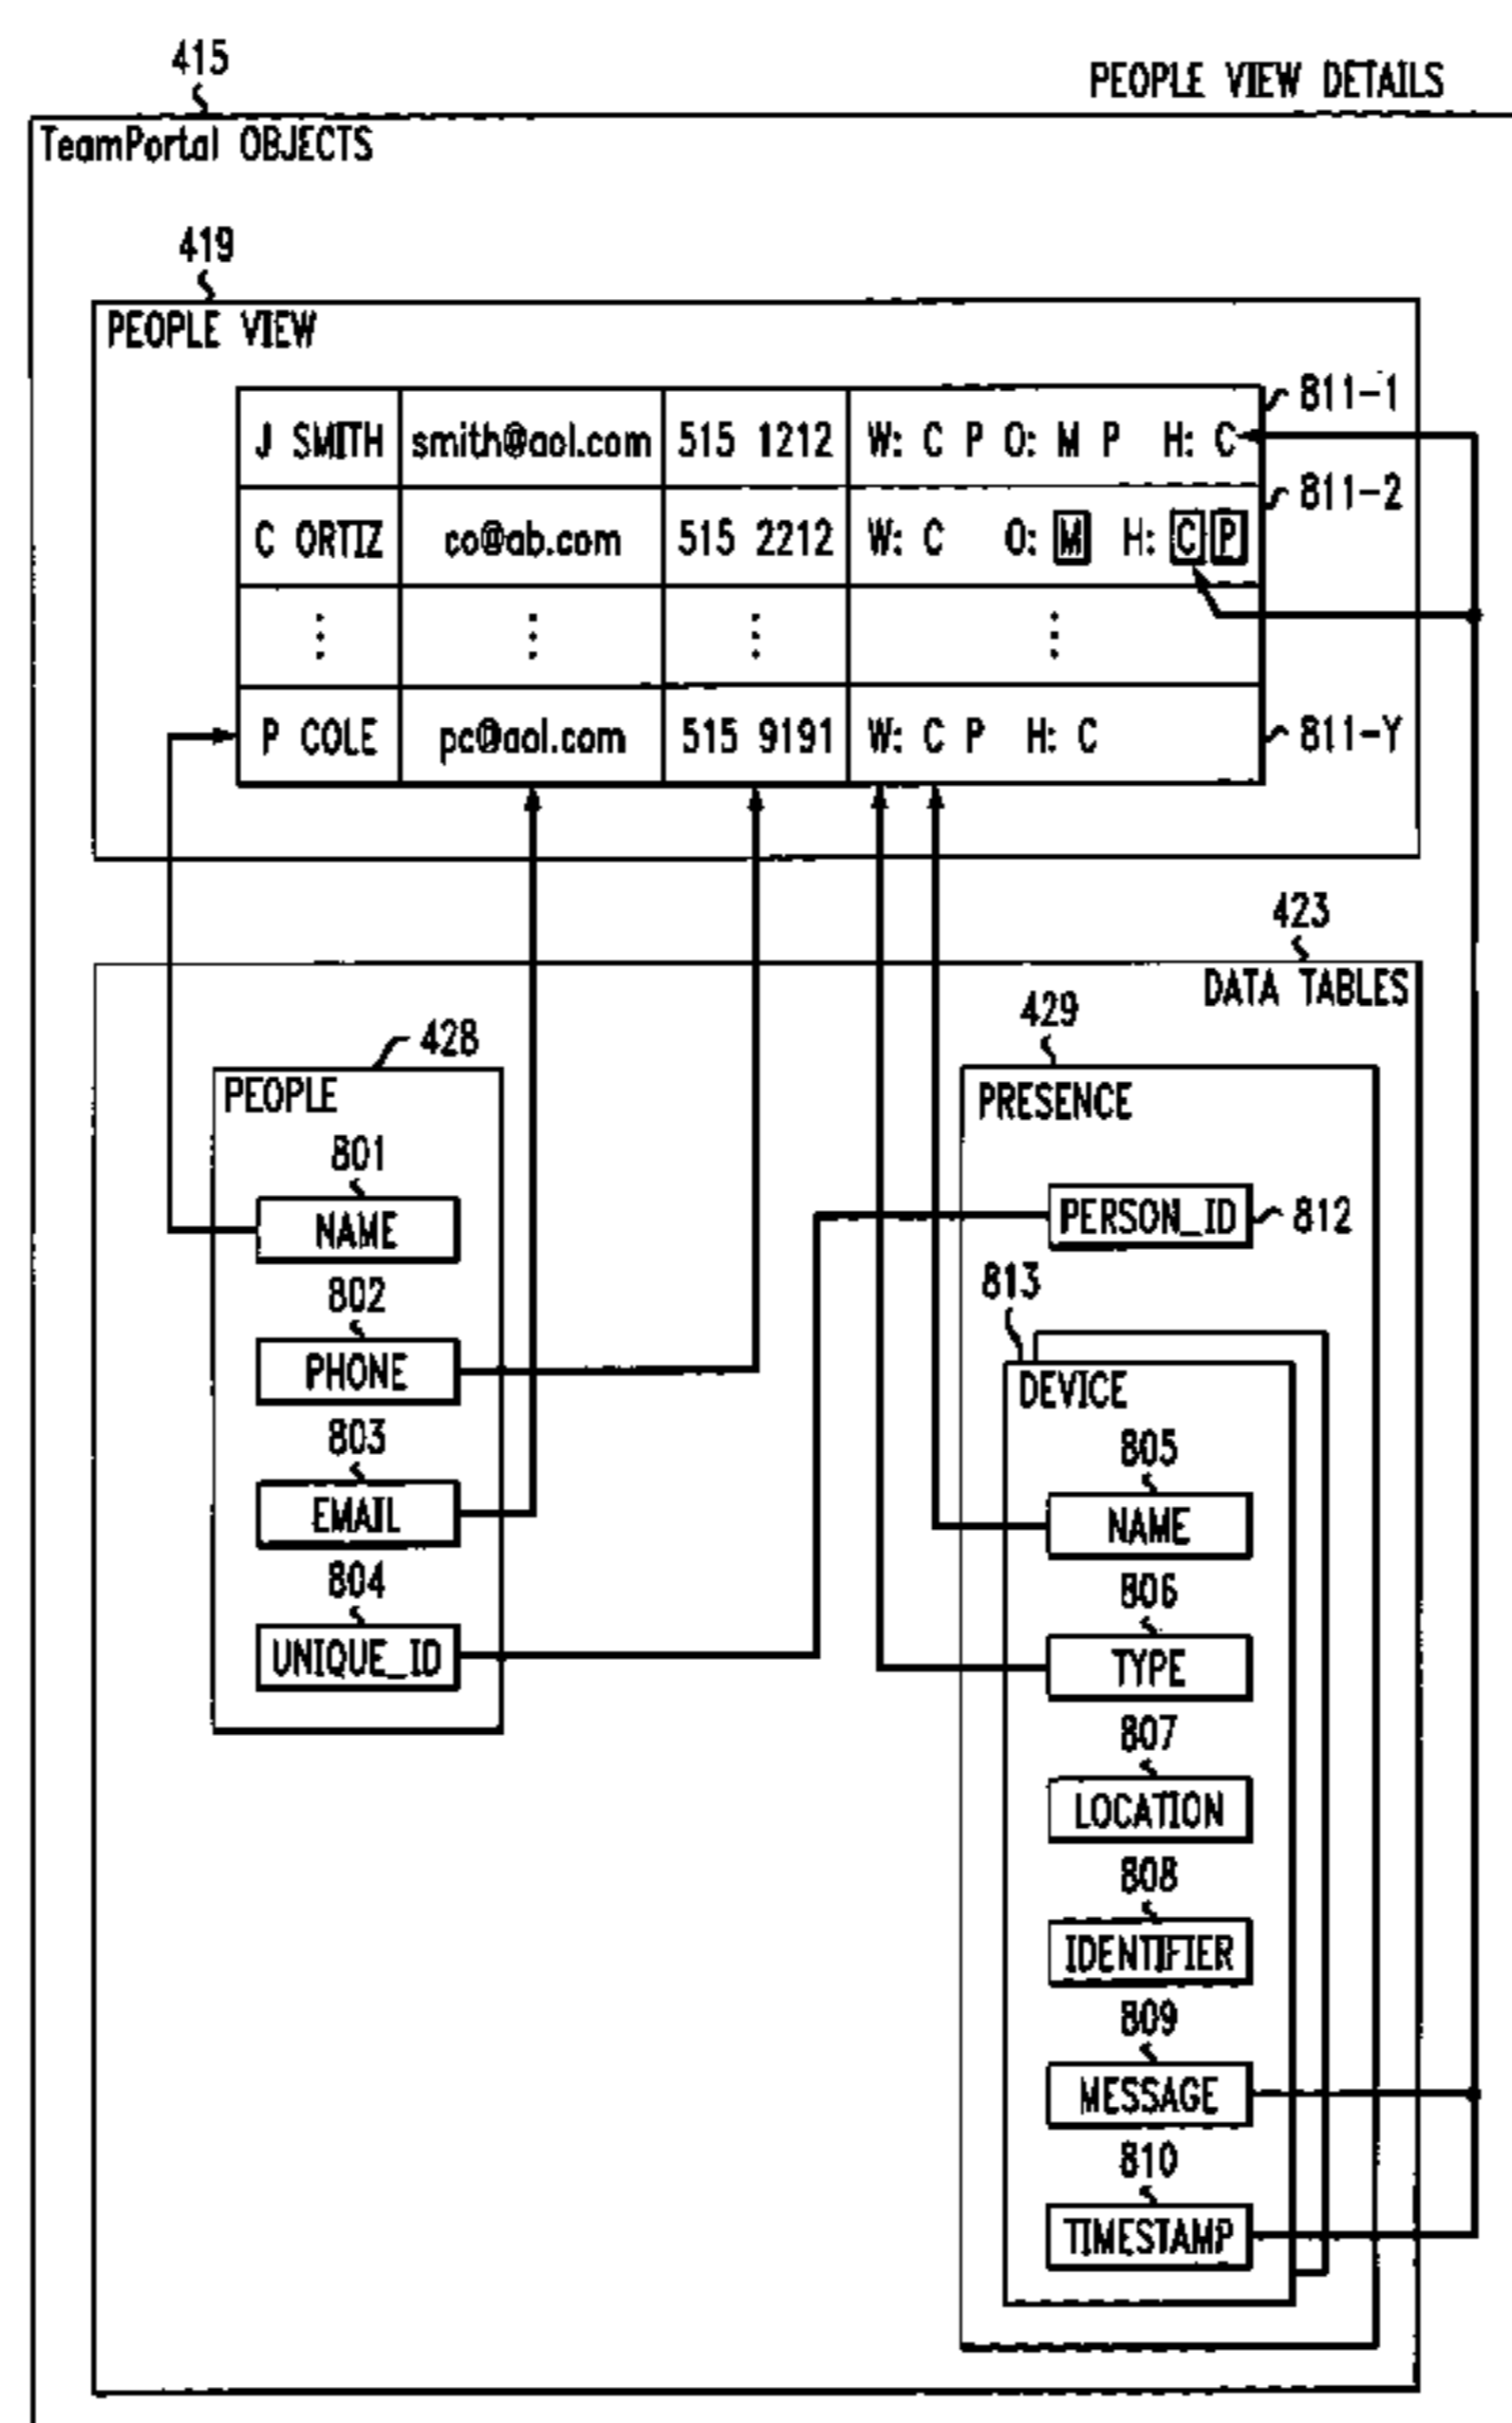 415
PEOPLE VIEW DETAILS
TeamPortal OBJECTS
419
PEOPLE VIEW
J SMITH smith@aol.com 515 1212 W: C P O: M P H: C 811-1
C ORTIZ co@ab.com 515 2212 W: C O: M H: C P 811-2
⋮ ⋮ ⋮ ⋮
P COLE pc@aol.com 515 9191 W: C P H: C 811-Y
423
DATA TABLES
428
PEOPLE
801
NAME
802
PHONE
803
EMAIL
804
UNIQUE_ID
429
PRESENCE
PERSON_ID 812
813
DEVICE
805
NAME
806
TYPE
807
LOCATION
808
IDENTIFIER
809
MESSAGE
810
TIMESTAMP